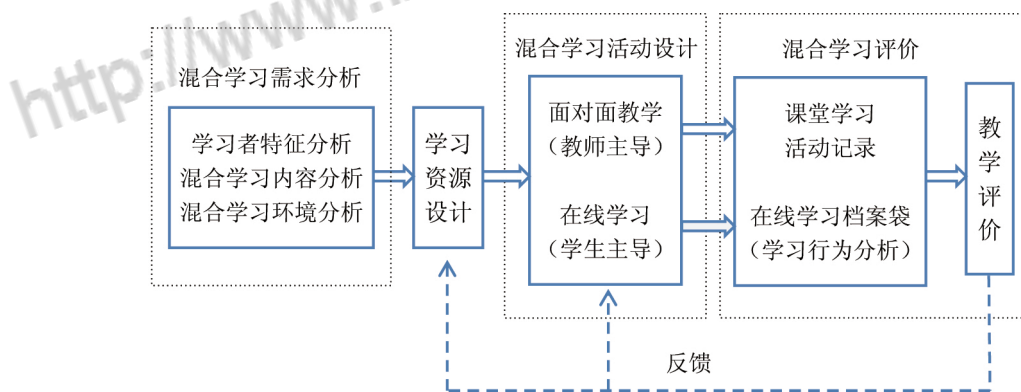 http://www.
混合学习需求分析
学习者特征分析
混合学习内容分析
混合学习环境分析
学习
资源
设计
混合学习活动设计
面对面教学
（教师主导）
在线学习
（学生主导）
混合学习评价
课堂学习
活动记录
在线学习档案袋
（学习行为分析）
教
学
评
价
反馈